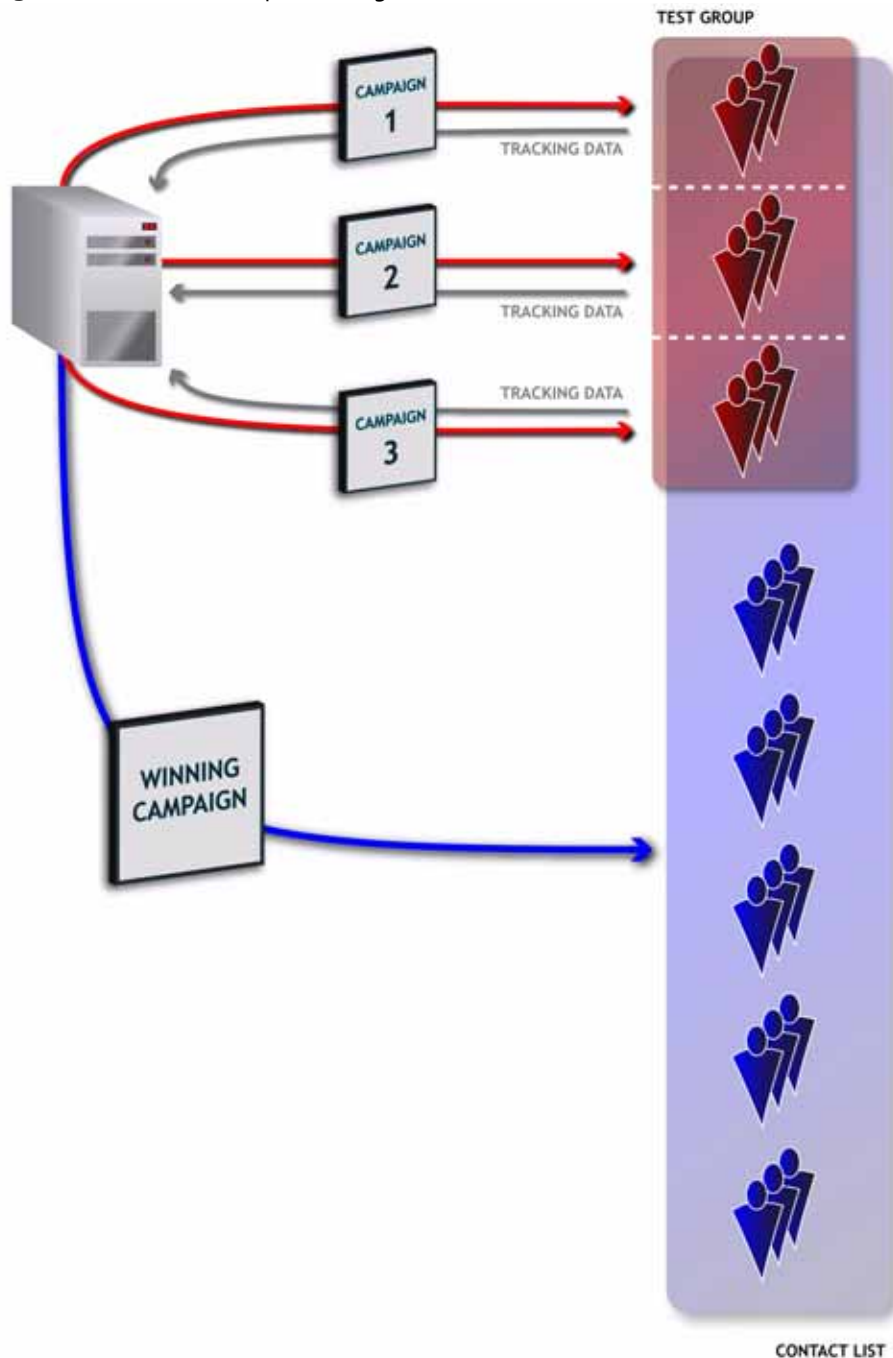 TEST GROUP
CAMPAIGN
1
TRACKING DATA
CAMPAIGN
2
TRACKING DATA
TRACKING DATA
CAMPAIGN
3
WINNING
CAMPAIGN
CONTACT LIST